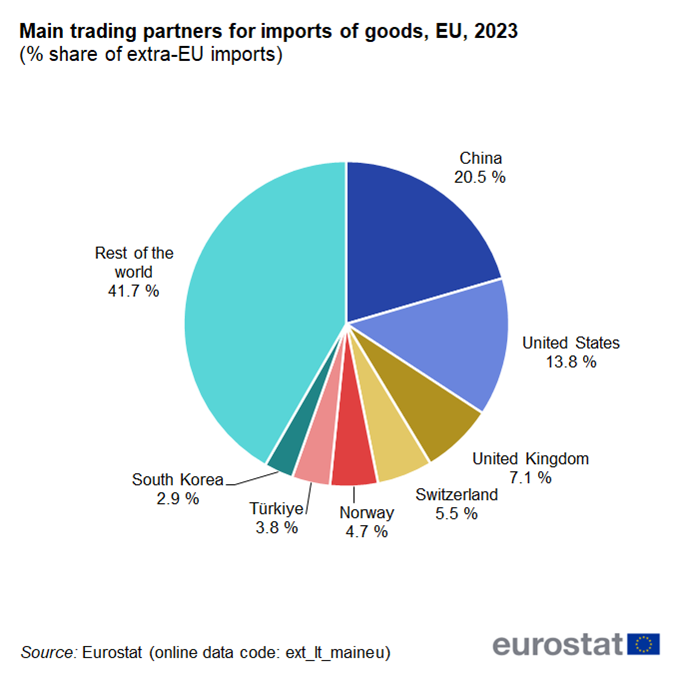 Main trading partners for imports of goods, EU, 2023
(% share of extra-EU imports)
China
20.5 %
Rest of the
world
41.7 %
United States
13.8 %
United Kingdom
7.1 %
South Korea
2.9 %
Switzerland
5.5 %
Türkiye
3.8 %
Norway
4.7 %
Source: Eurostat (online data code: ext_lt_maineu)
eurostat